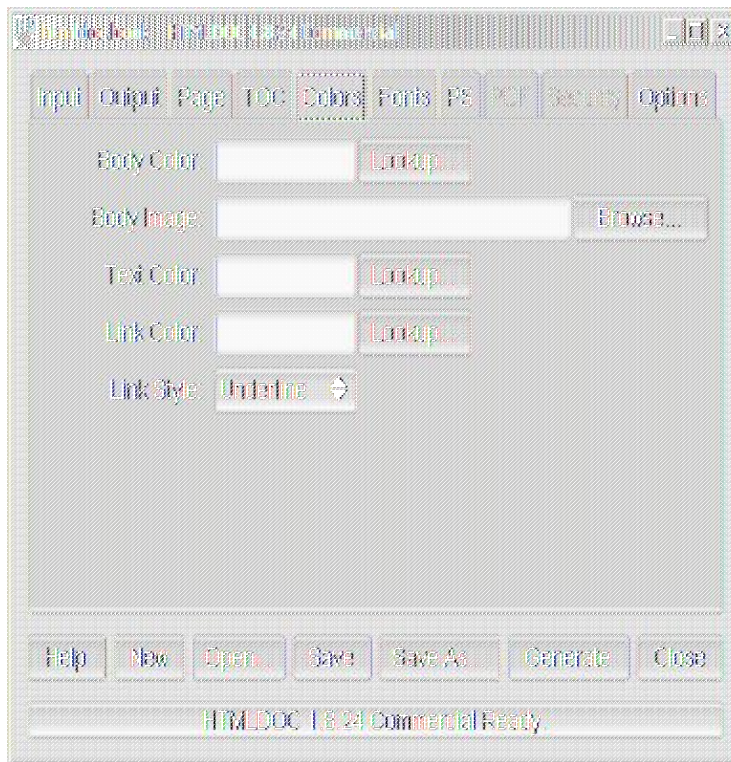 HTMLDOC 1.8.24 Commercial
Input Output Page TOC Colors Fonts PS PDF Security Options
Body Color: Lookup...
Body Image: Browse...
Text Color: Lookup...
Link Color: Lookup...
Link Style: Underline
Help New Open... Save Save As... Generate Close
HTMLDOC 1.8.24 Commercial Ready.